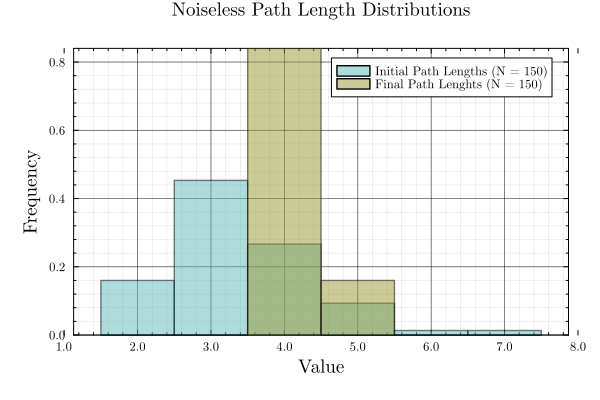 Noiseless Path Length Distributions
Initial Path Lengths (N = 150)
Final Path Lenghts (N = 150)
Frequency
0.8
0.6
0.4
0.2
0.0
1.0 2.0 3.0 4.0 5.0 6.0 7.0 8.0
Value